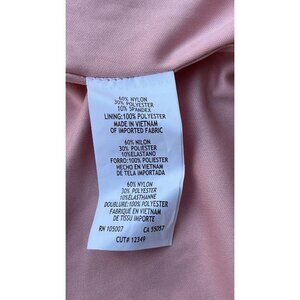 60% NYLON
30% POLYESTER
10% SPANDEX
LINING:100% POLYESTER
MADE IN VIETNAM
OF IMPORTED FABRIC
60% NILON
30% POLIESTER
10%ELASTANO
FORRO:100% POLIESTER
HECHO EN VIETNAM
DE TELA IMPORTADA
60% NYLON
30% POLYESTER
10%ELASTHANNE
DOUBLURE:100% POLYESTER
FABRIQUÉ EN VIETNAM
DE TISSU IMPORTE
RN 105007 CA 55057
CUT# 12349